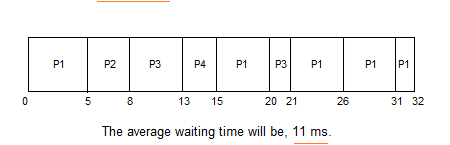 P1 P2 P3 P4 P1 P3 P1 P1 P1
0 5 8 13 15 20 21 26 31 32
The average waiting time will be, 11 ms.